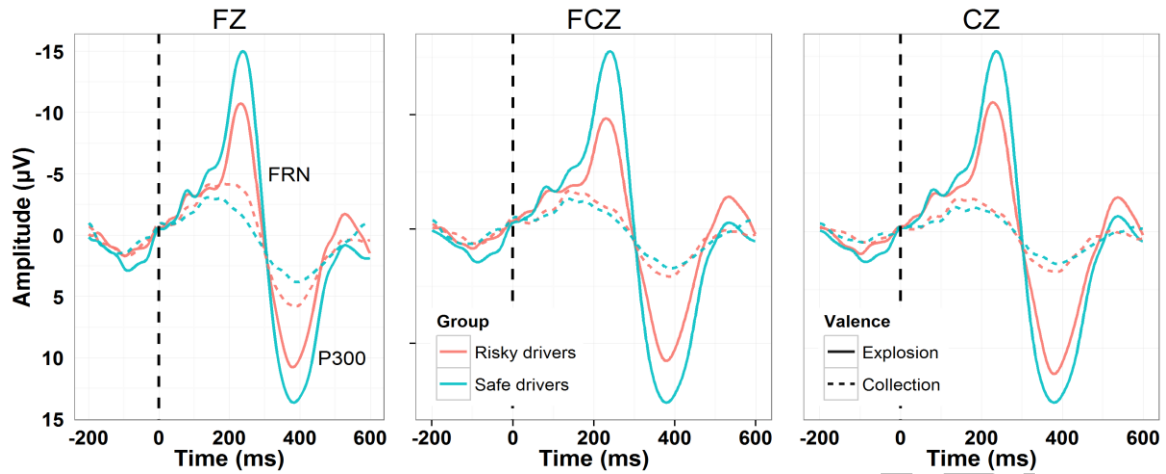 FZ FCZ CZ
Amplitude (µV)
-15
-10
-5
0
5
10
15
FRN
P300
Group
Risky drivers
Safe drivers
Valence
Explosion
Collection
-200 0 200 400 600
-200 0 200 400 600
-200 0 200 400 600
Time (ms) Time (ms) Time (ms)